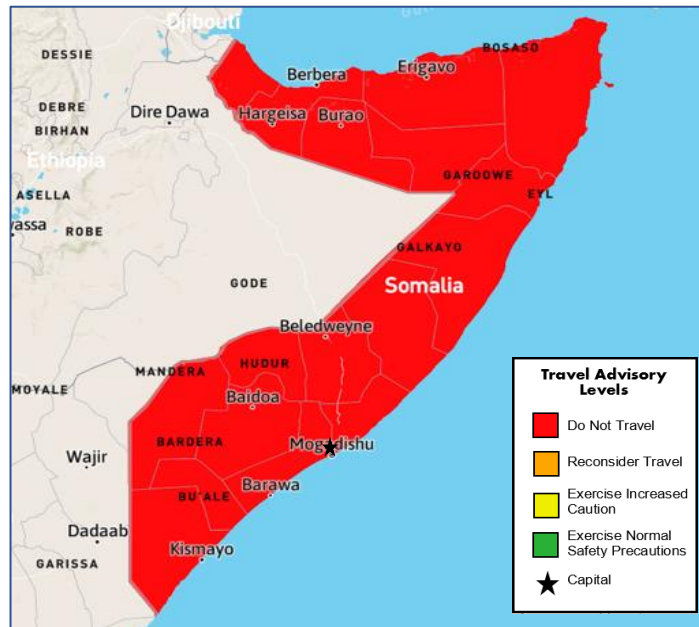 Djibouti
DESSIE
BOSASO
Berbera
Erigavo
DEBRE
BIRHAN
Dire Dawa
Hargeisa
Burao
Ethiopia
GAROOWE
ASELLA
EYL
ROBE
GALKAYO
GODE
Somalia
Beledweyne
HUDUR
MANDERA
MOYALE
Baidoa
BARDERA
Mogadishu
Wajir
BU'ALE
Barawa
Dadaab
Kismayo
GARISSA
Travel Advisory
Levels
Do Not Travel
Reconsider Travel
Exercise Increased
Caution
Exercise Normal
Safety Precautions
Capital